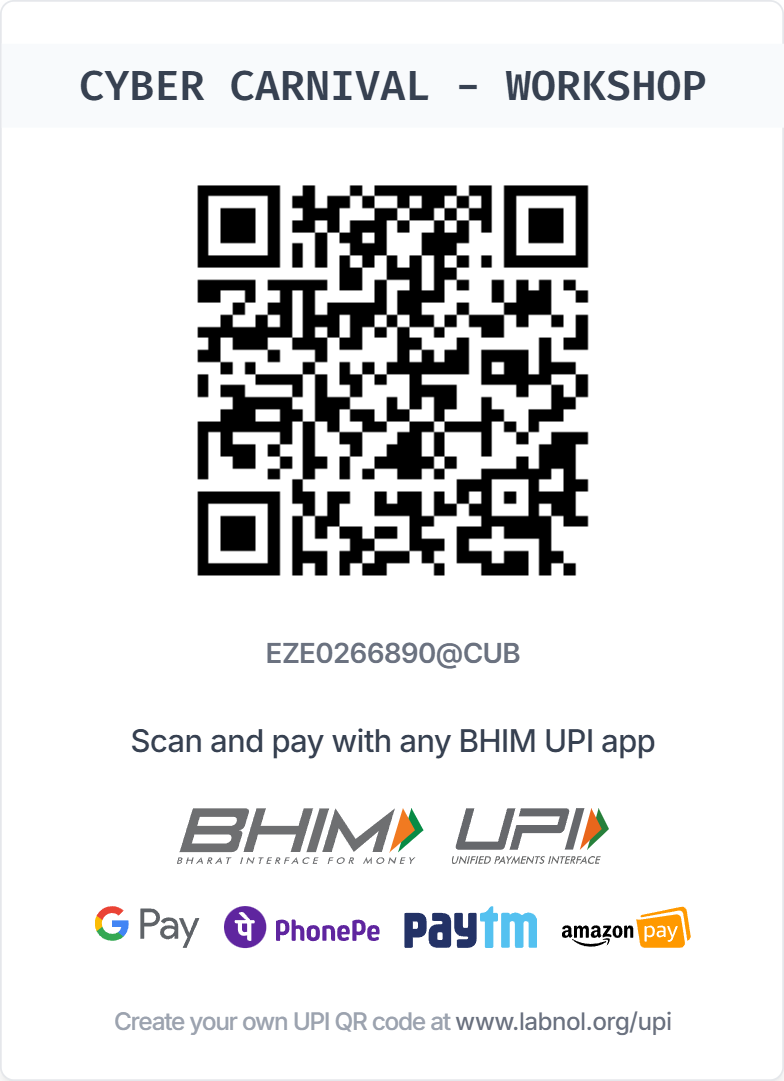 CYBER CARNIVAL - WORKSHOP
EZE0266890@CUB
Scan and pay with any BHIM UPI app
BHIM UPI
BHARAT INTERFACE FOR MONEY UNIFIED PAYMENTS INTERFACE
G Pay पे PhonePe paytm amazon pay
Create your own UPI QR code at www.labnol.org/upi